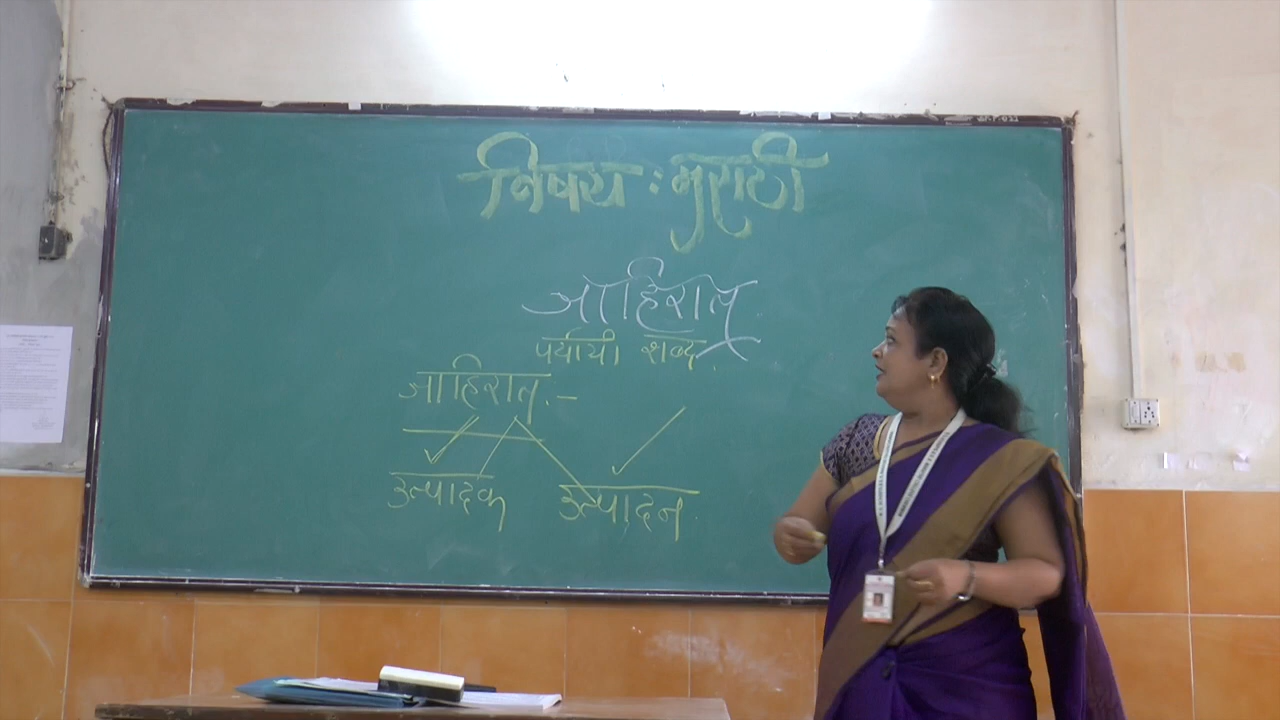 विषय : मराठी
जाहिरात
पर्यायी शब्द
जाहिरात. –
उत्पादक उत्पादन.